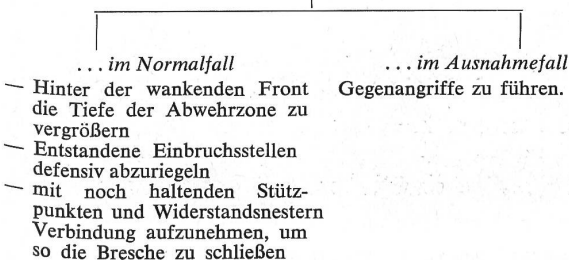 ... im Normalfall
— Hinter der wankenden Front
die Tiefe der Abwehrzone zu
vergrößern
— Entstandene Einbruchsstellen
defensiv abzuriegeln
— mit noch haltenden Stütz-
punkten und Widerstandsnestern
Verbindung aufzunehmen, um
so die Bresche zu schließen
... im Ausnahmefall
Gegenangriffe zu führen.